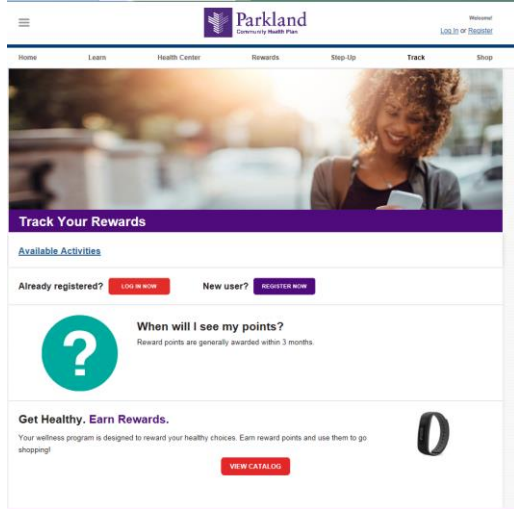 Parkland
Community Health Plan
Welcome!
Log In or Register
Home Learn Health Center Rewards Step-Up Track Shop
Track Your Rewards
Available Activities
Already registered? LOG IN NOW New user? REGISTER NOW
?
When will I see my points?
Reward points are generally awarded within 3 months.
Get Healthy. Earn Rewards.
Your wellness program is designed to reward your healthy choices. Earn reward points and use them to go
shopping!
VIEW CATALOG